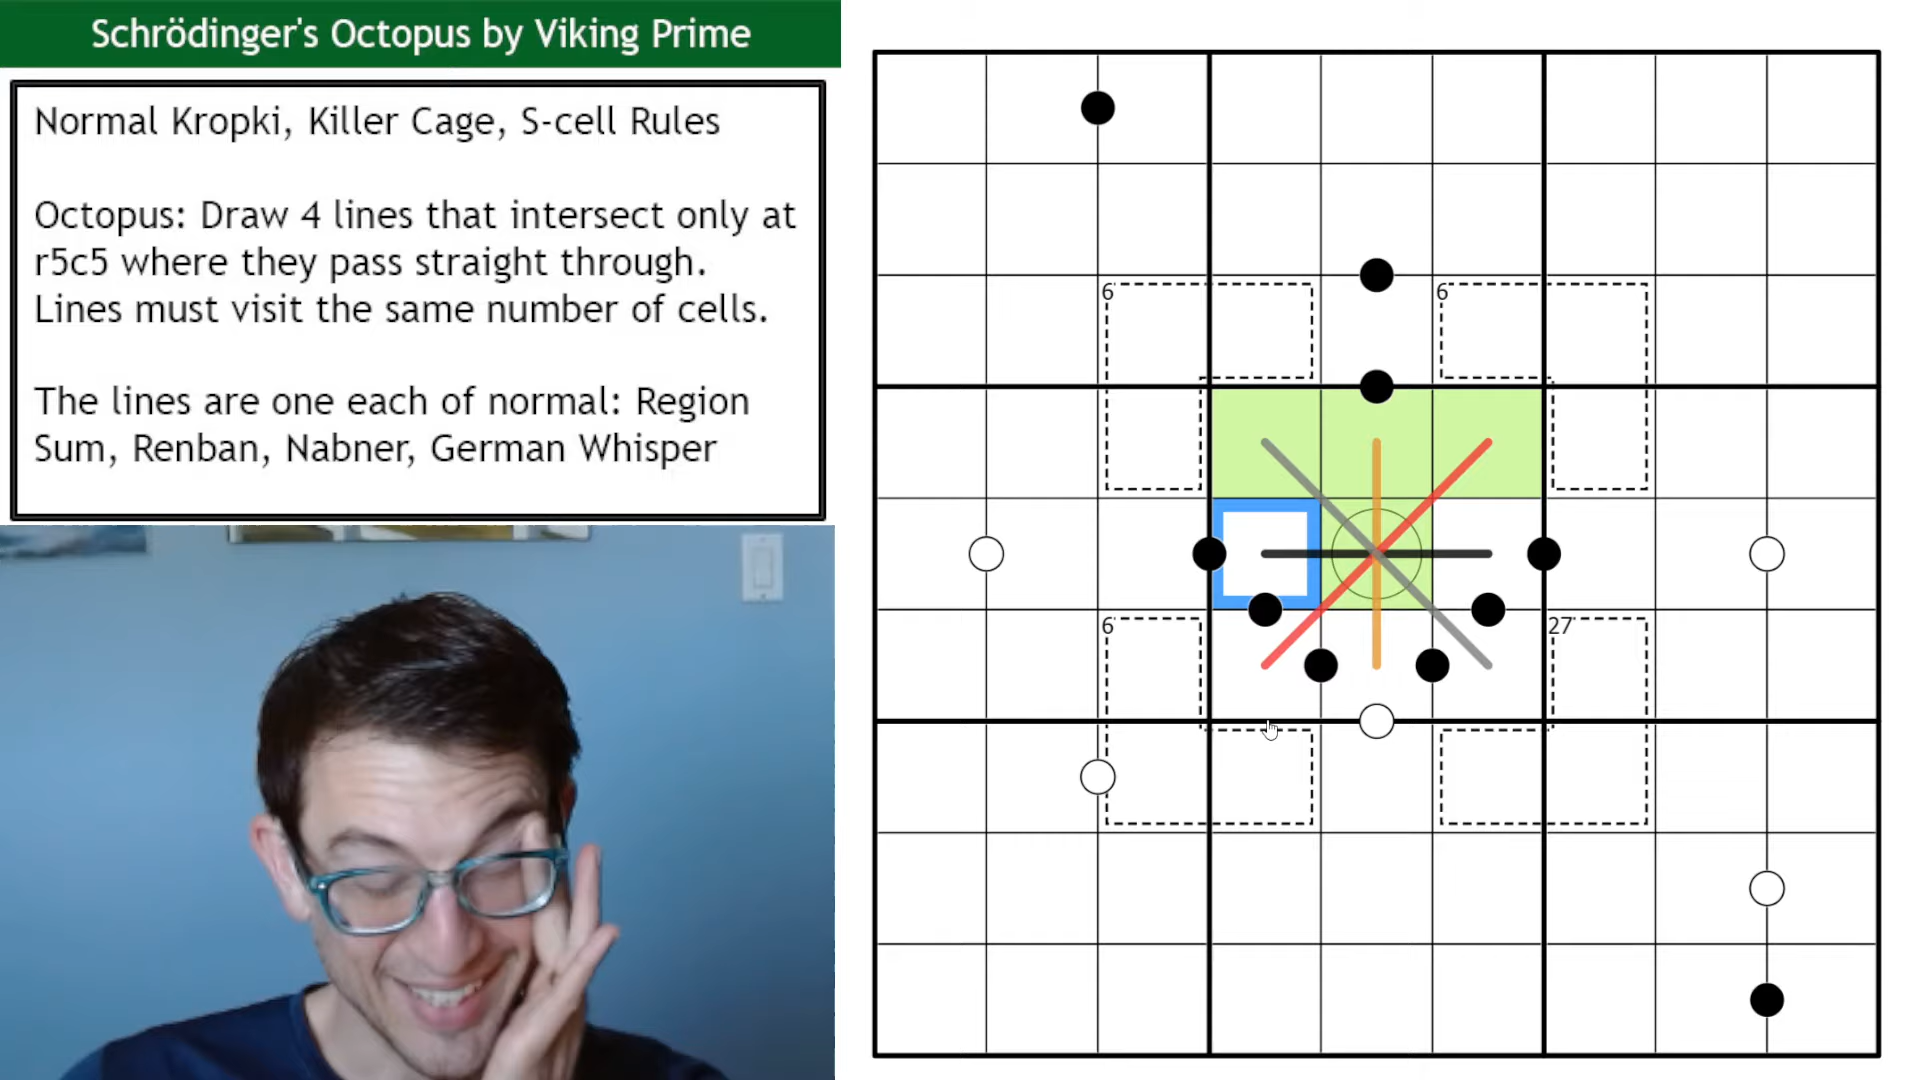 Schrödinger's Octopus by Viking Prime
Normal Kropki, Killer Cage, S-cell Rules
Octopus: Draw 4 lines that intersect only at
r5c5 where they pass straight through.
Lines must visit the same number of cells.
The lines are one each of normal: Region
Sum, Renban, Nabner, German Whisper
6
6
6
27